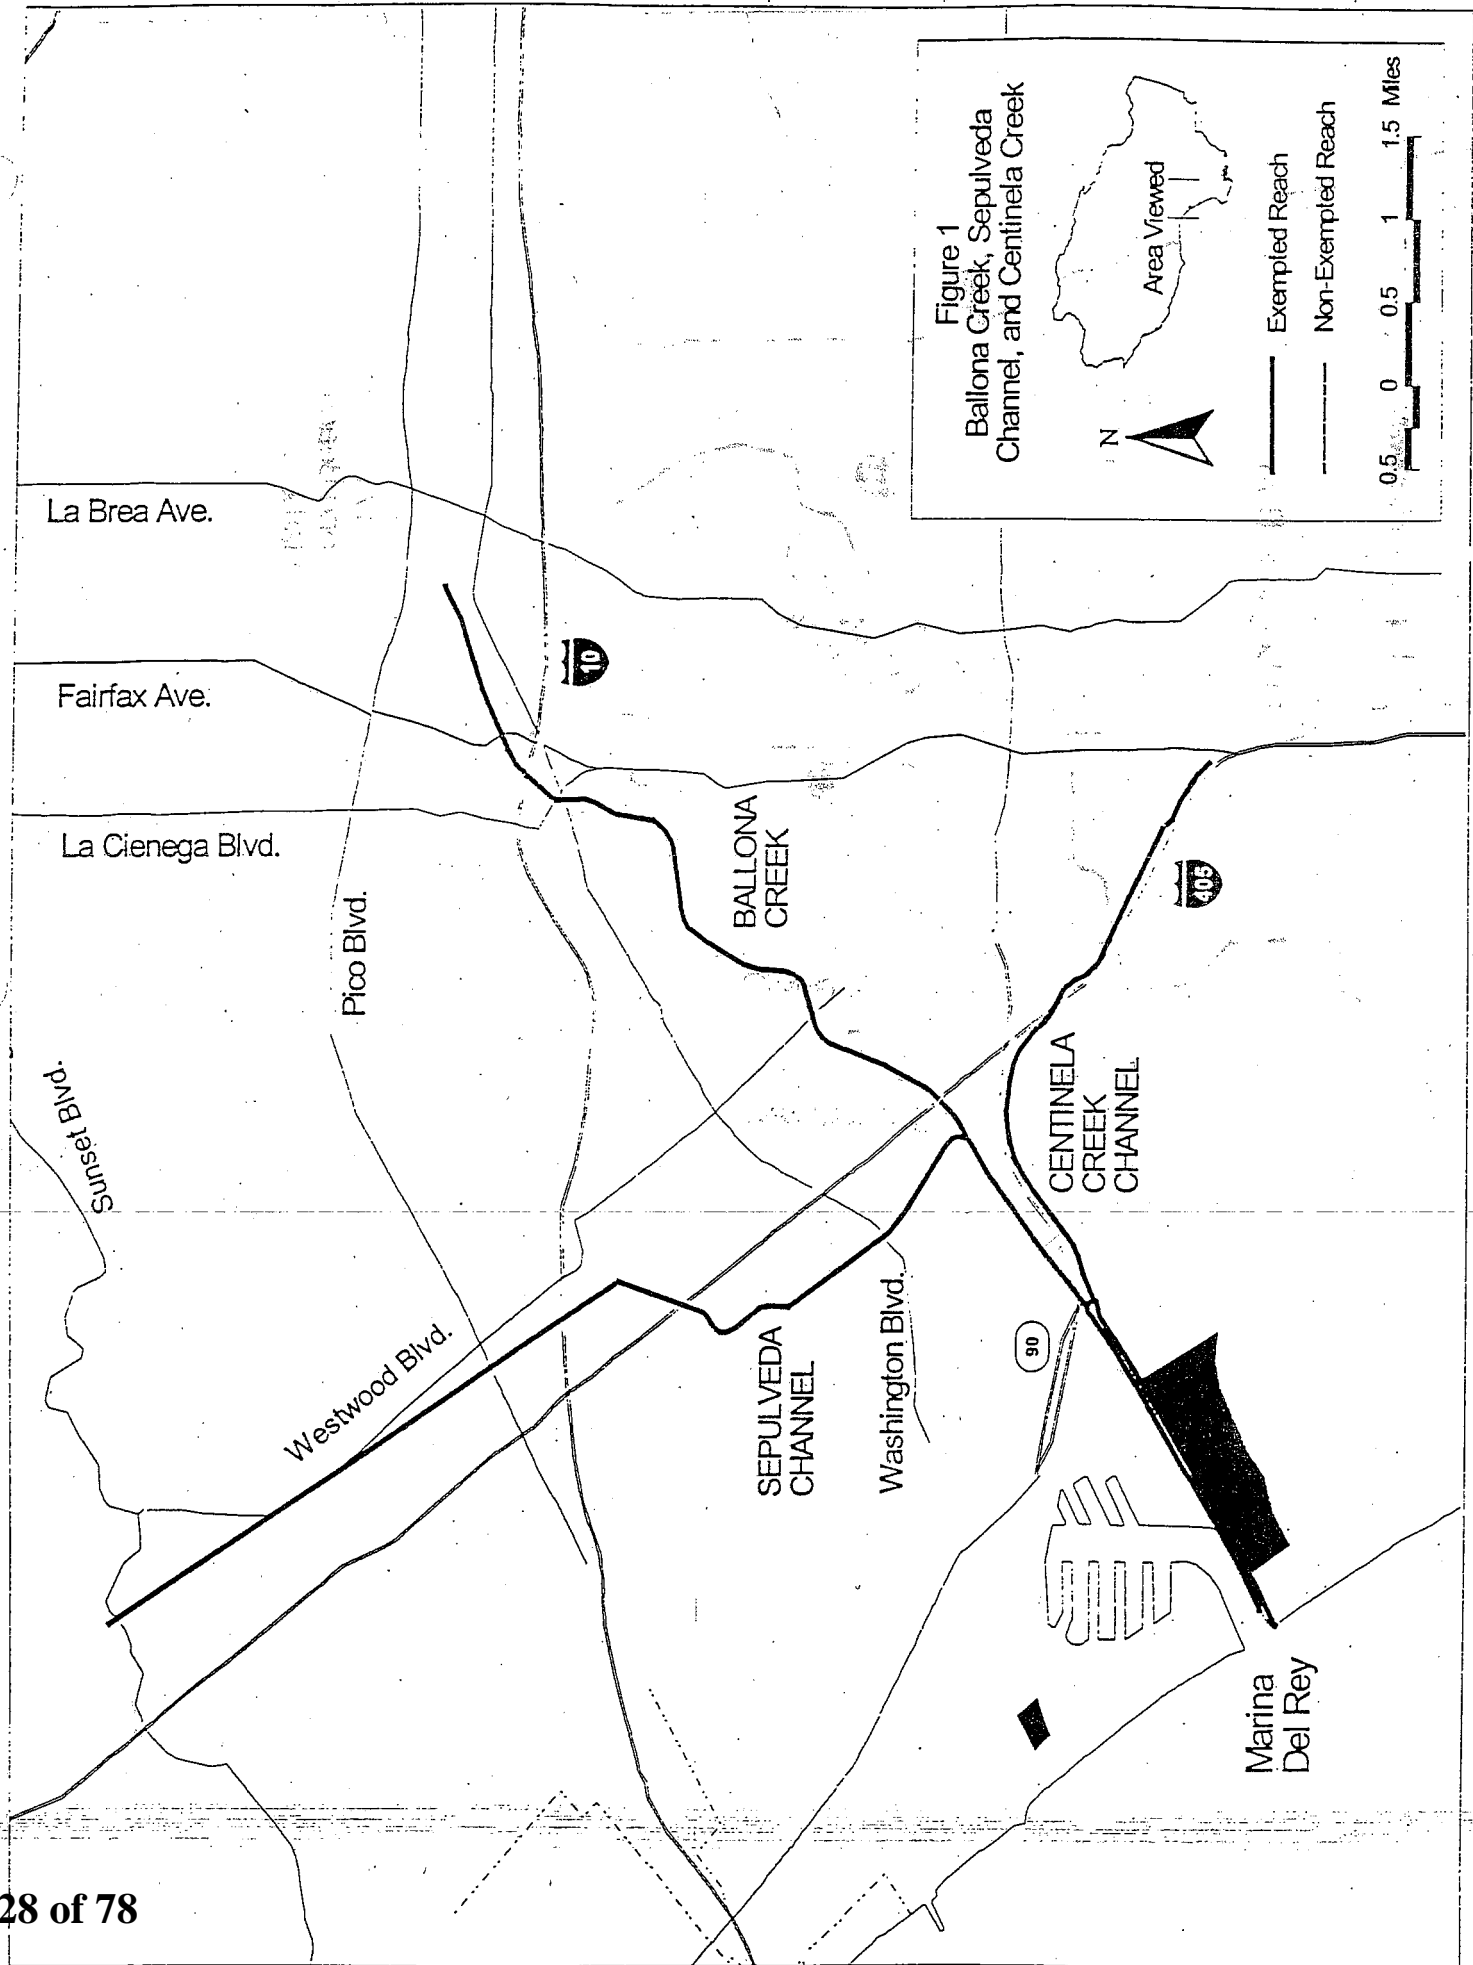 La Brea Ave.
Fairfax Ave.
La Cienega Blvd.
Pico Blvd.
Sunset Blvd.
Westwood Blvd.
10
BALLONA
CREEK
405
CENTINELA
CREEK
CHANNEL
SEPULVEDA
CHANNEL
Washington Blvd.
90
Marina
Del Rey
Figure 1
Ballona Creek, Sepulveda
Channel, and Centinela Creek
N
Area Viewed
Exempted Reach
Non-Exempted Reach
0.5 0 0.5 1 1.5 Miles
28 of 78